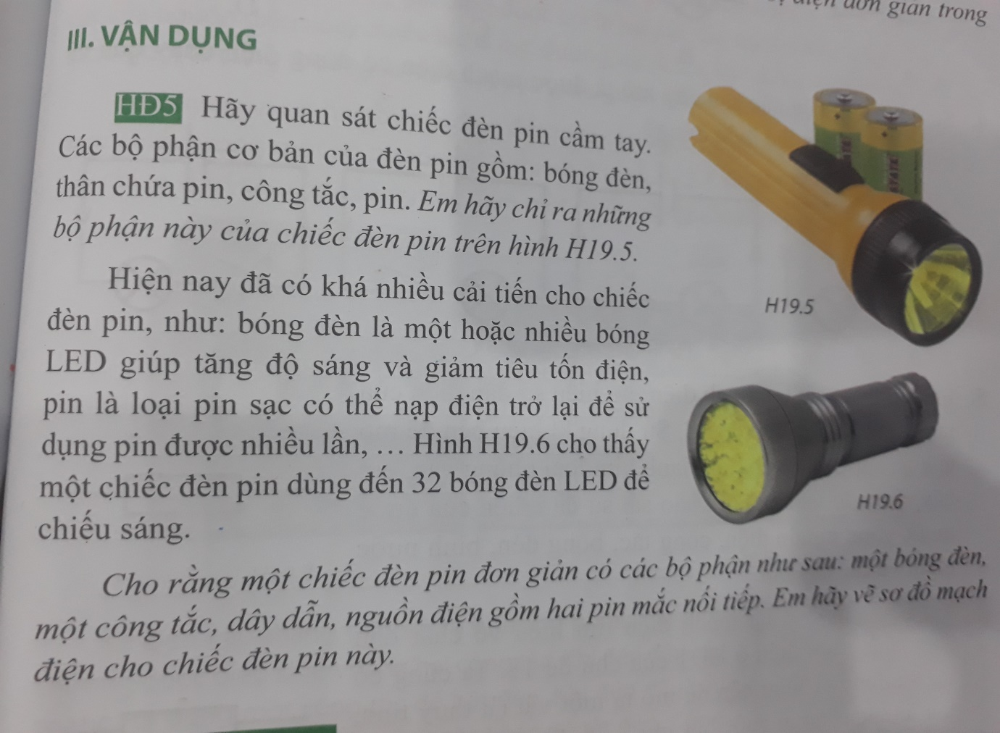 điện đơn giản trong
III. VẬN DỤNG
HĐ5 Hãy quan sát chiếc đèn pin cầm tay.
Các bộ phận cơ bản của đèn pin gồm: bóng đèn,
thân chứa pin, công tắc, pin. Em hãy chỉ ra những
bộ phận này của chiếc đèn pin trên hình H19.5.
Hiện nay đã có khá nhiều cải tiến cho chiếc
đèn pin, như: bóng đèn là một hoặc nhiều bóng
LED giúp tăng độ sáng và giảm tiêu tốn điện,
pin là loại pin sạc có thể nạp điện trở lại để sử
dụng pin được nhiều lần, … Hình H19.6 cho thấy
một chiếc đèn pin dùng đến 32 bóng đèn LED để
chiếu sáng.
H19.5
H19.6
Cho rằng một chiếc đèn pin đơn giản có các bộ phận như sau: một bóng đèn,
một công tắc, dây dẫn, nguồn điện gồm hai pin mắc nối tiếp. Em hãy vẽ sơ đồ mạch
điện cho chiếc đèn pin này.